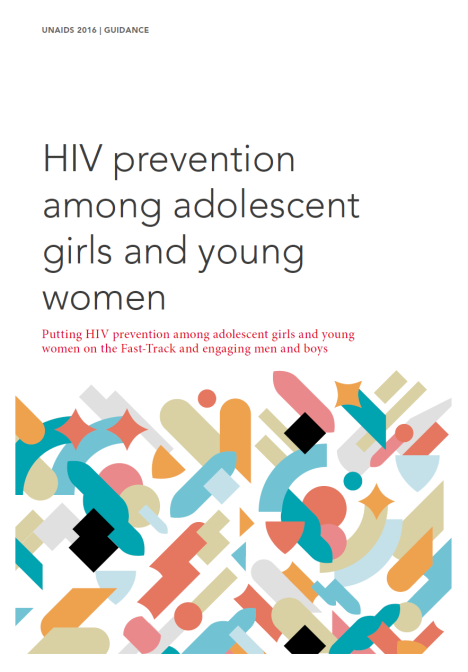 UNAIDS 2016 | GUIDANCE
HIV prevention
among adolescent
girls and young
women
Putting HIV prevention among adolescent girls and young
women on the Fast-Track and engaging men and boys